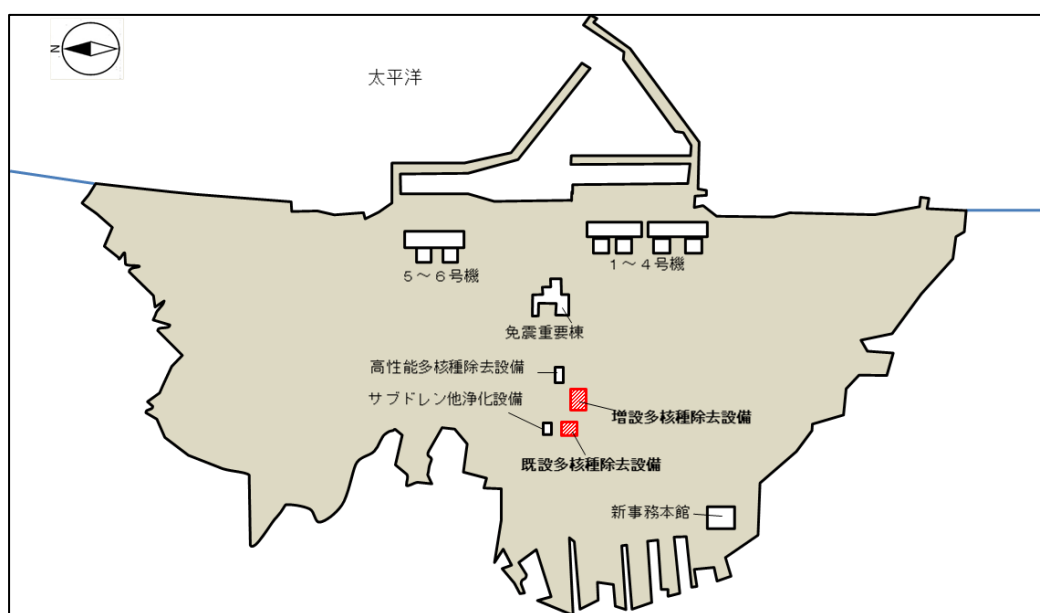 N
太平洋
5～6号機
1～4号機
免震重要棟
高性能多核種除去設備
サブドレン他浄化設備
増設多核種除去設備
既設多核種除去設備
新事務本館